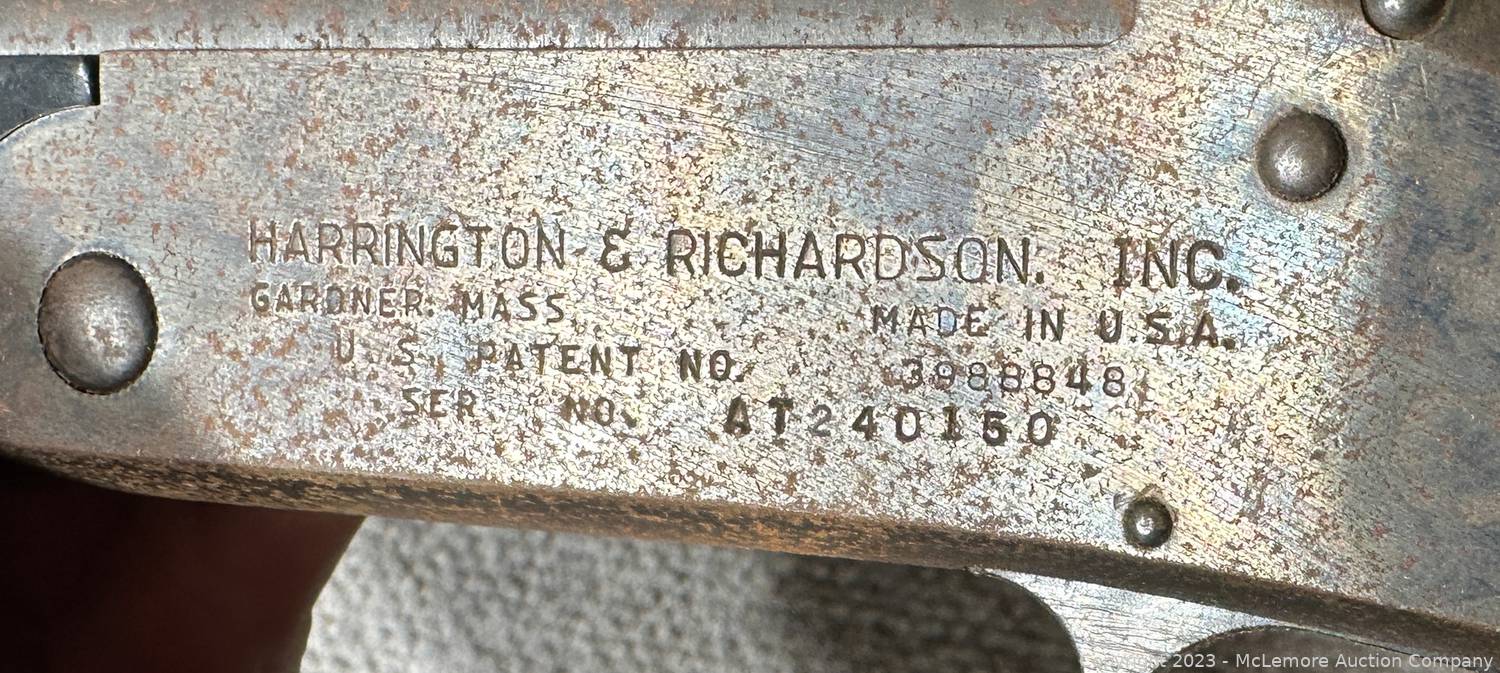 HARRINGTON & RICHARDSON, INC.
GARDNER, MASS. MADE IN U.S.A.
U.S. PATENT NO. 3988848
SER. NO. AT240150
2023 - McLemore Auction Company